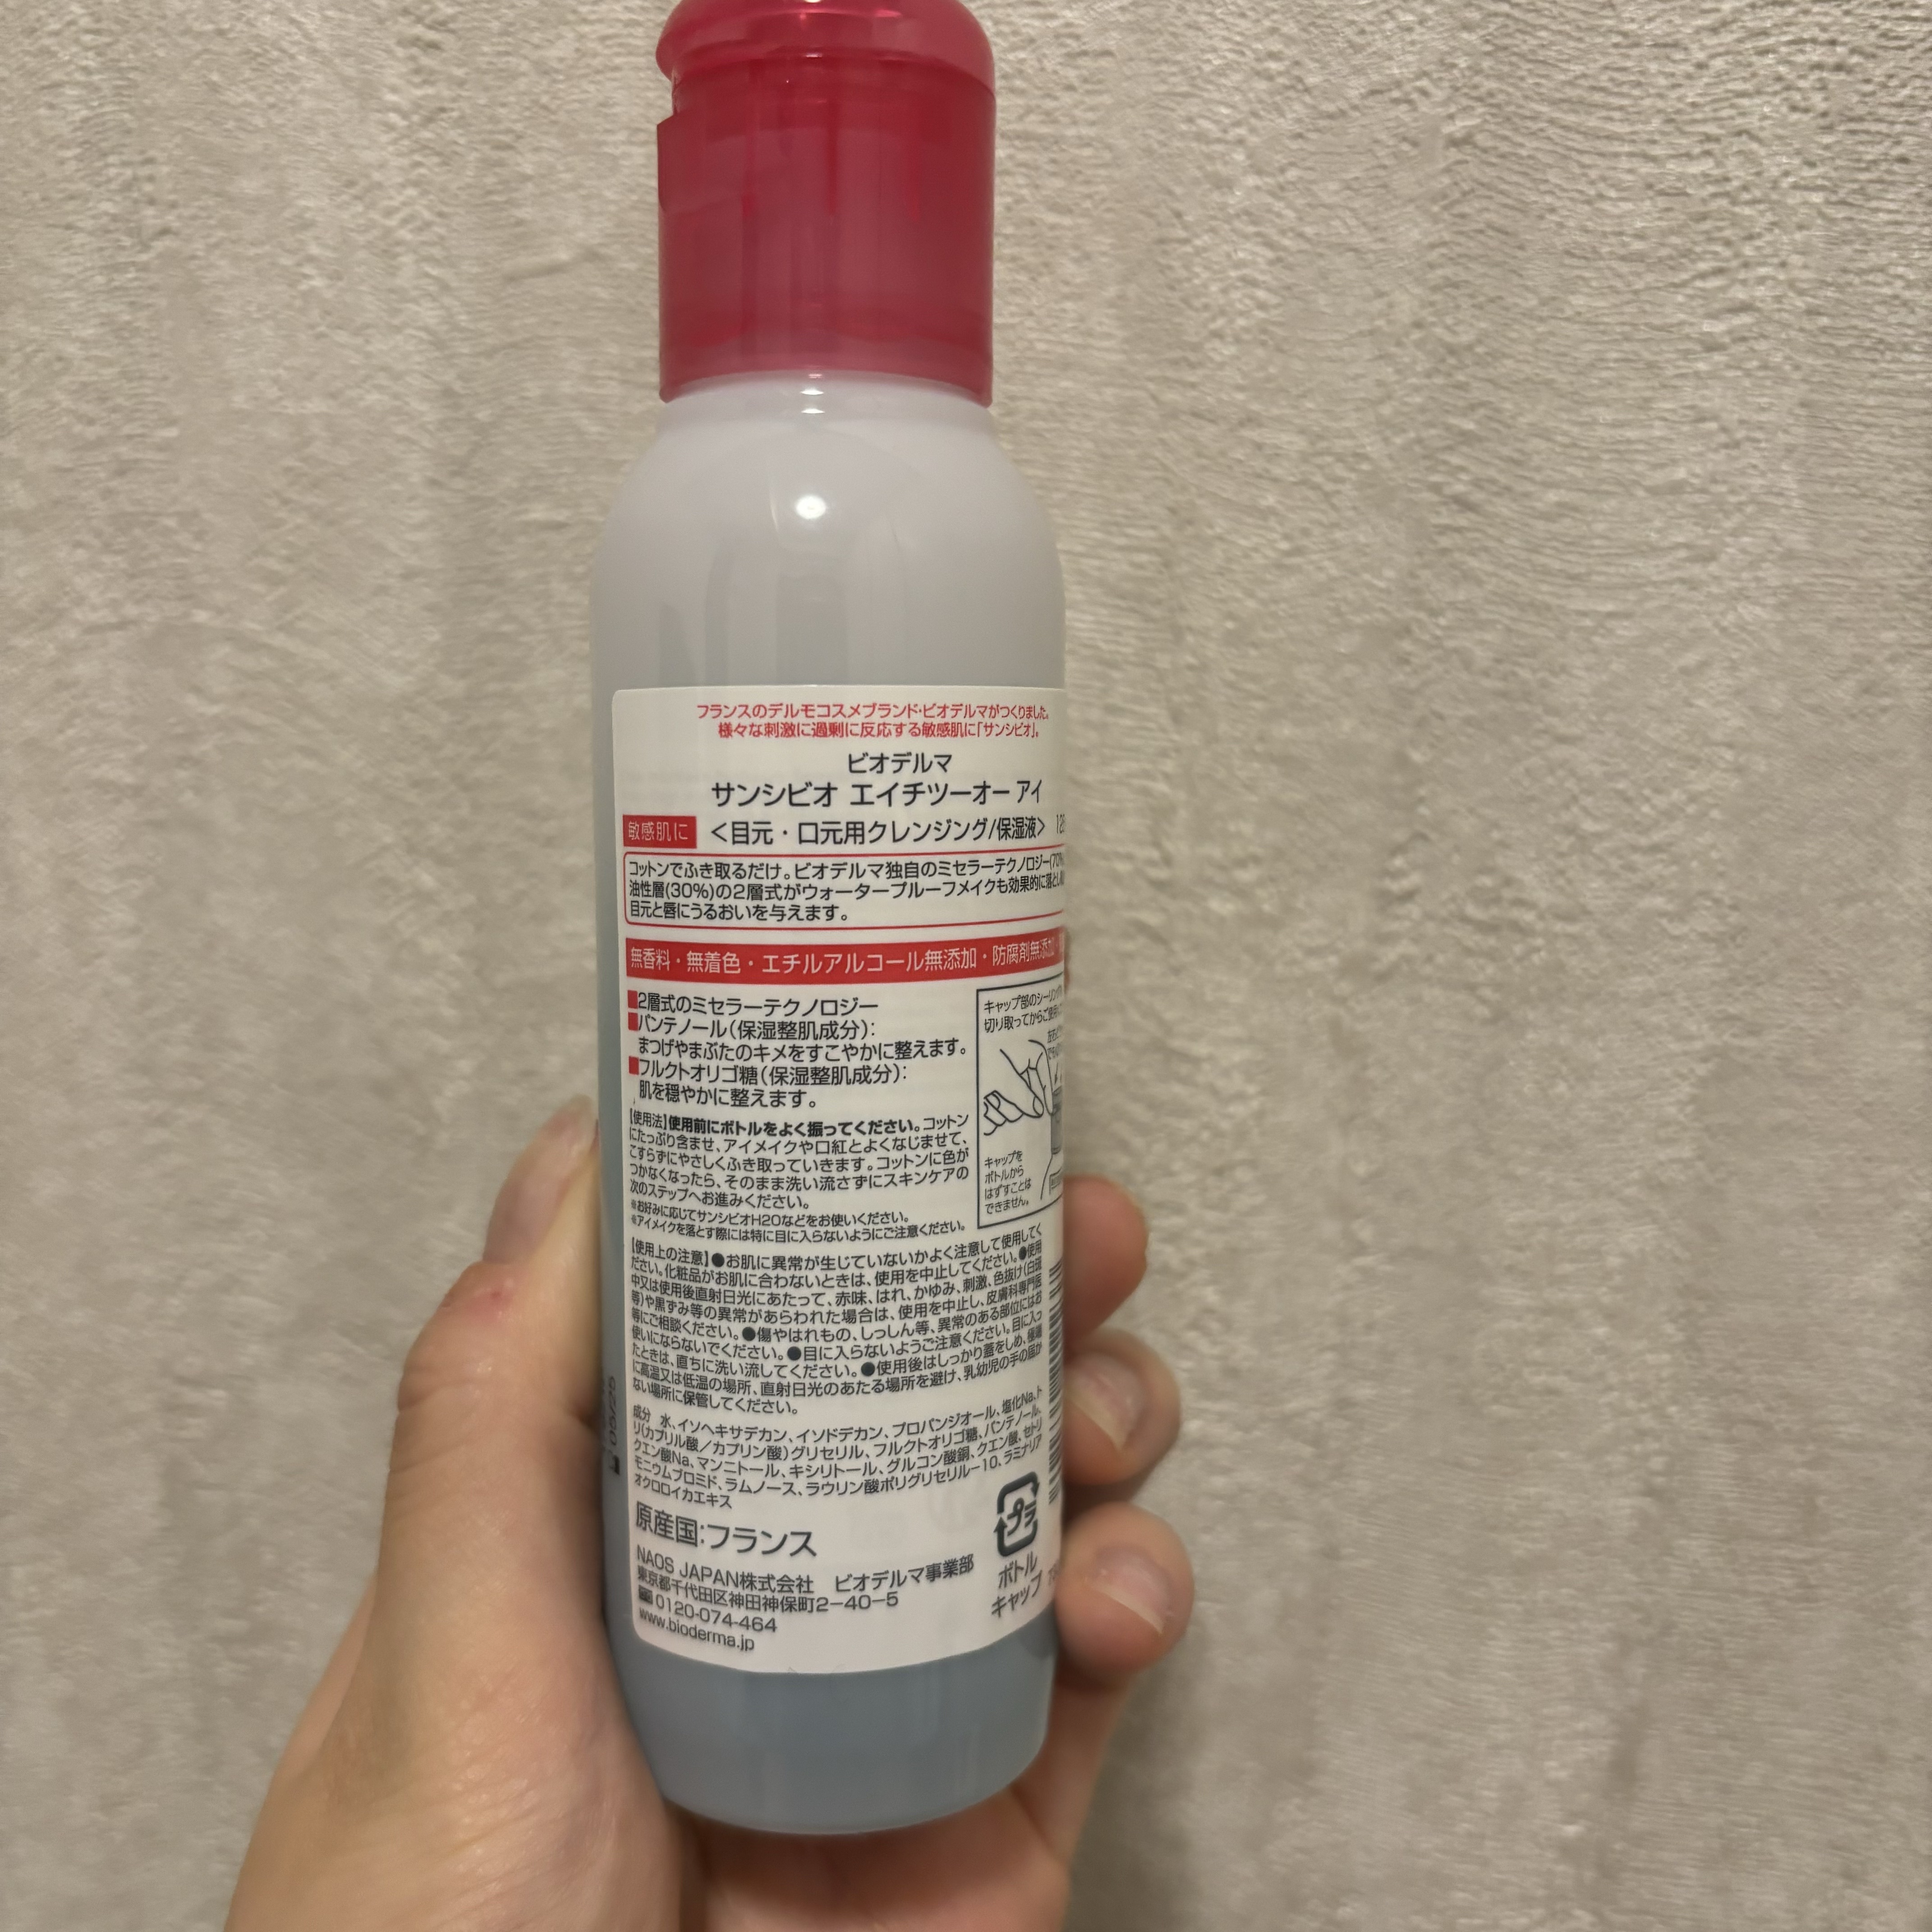 フランスのデルモコスメブランド・ビオデルマがつくりました。
様々な刺激に過剰に反応する敏感肌に「サンシビオ」。
ビオデルマ
サンシビオ エイチツーオー アイ
敏感肌に <目元・口元用クレンジング/保湿液>
コットンでふき取るだけ。ビオデルマ独自のミセラーテクノロジー(70%
油性層(30%)の2層式がウォータープルーフメイクも効果的に落とし
目元と唇にうるおいを与えます。
無香料・無着色・エチルアルコール無添加・防腐剤無添加
■2層式のミセラーテクノロジー
■パンテノール(保湿整肌成分):
まつげやまぶたのキメをすこやかに整えます。
■フルクトオリゴ糖(保湿整肌成分):
肌を穏やかに整えます。
キャップ部のシーリング
切り取ってからご使用
キャップを
ボトルから
はずすことは
できません。
【使用法】使用前にボトルをよく振ってください。コットン
にたっぷり含ませ、アイメイクや口紅とよくなじませて、
こすらずにやさしくふき取っていきます。コットンに色が
つかなくなったら、そのまま洗い流さずにスキンケアの
次のステップへお進みください。
※お好みに応じてサンシビオH2Oなどをお使いください。
※アイメイクを落とす際には特に目に入らないようにご注意ください。
【使用上の注意】●お肌に異常が生じていないかよく注意して使用してく
ださい。化粧品がお肌に合わないときは、使用を中止してください。●使用
中又は使用後直射日光にあたって、赤味、はれ、かゆみ、刺激、色抜け(白斑
等)や黒ずみ等の異常があらわれた場合は、使用を中止し、皮膚科専門医
等にご相談ください。●傷やはれもの、しっしん等、異常のある部位にはお
使いにならないでください。●目に入らないようご注意ください。目に入っ
たときは、直ちに洗い流してください。●使用後はしっかり蓋をしめ、極端
に高温又は低温の場所、直射日光のあたる場所を避け、乳幼児の手の届か
ない場所に保管してください。
成分 水、イソヘキサデカン、イソドデカン、プロパンジオール、塩化Na、ト
リ(カプリル酸/カプリン酸)グリセリル、フルクトオリゴ糖、パンテノール、
クエン酸Na、マンニトール、キシリトール、グルコン酸銅、クエン酸、セトリ
モニウムブロミド、ラムノース、ラウリン酸ポリグリセリル-10、ラミナリア
オクロロイカエキス
原産国:フランス
NAOS JAPAN株式会社 ビオデルマ事業部
東京都千代田区神田神保町2-40-5
0120-074-464
www.bioderma.jp
プラ
ボトル
キャップ